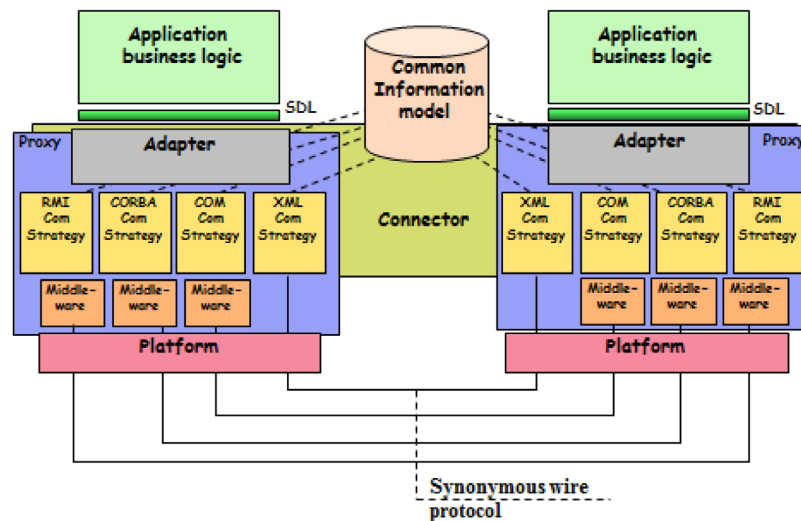 Application
business logic
Common
Information
model
Application
business logic
SDL
SDL
Proxy
Adapter
Adapter
Proxy
RMI
Com
Strategy
CORBA
Com
Strategy
COM
Com
Strategy
XML
Com
Strategy
Connector
XML
Com
Strategy
COM
Com
Strategy
CORBA
Com
Strategy
RMI
Com
Strategy
Middle-
ware
Middle-
ware
Middle-
ware
Middle-
ware
Middle-
ware
Middle-
ware
Platform
Platform
Synonymous wire
protocol